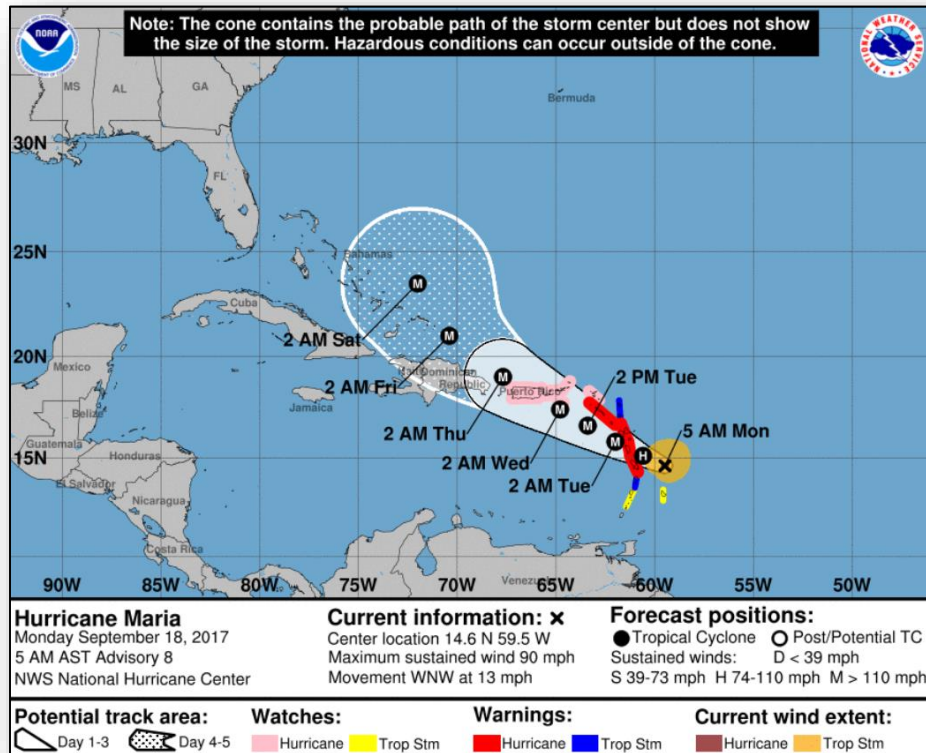 Note: The cone contains the probable path of the storm center but does not show
the size of the storm. Hazardous conditions can occur outside of the cone.
NOAA
NATIONAL WEATHER SERVICE
MS
AL
GA
Bermuda
30N
FL
25N
Bahamas
Cuba
2 AM Sat
20N
Mexico
2 AM Fri
Haiti
Dominican
Republic
Puerto Rico
2 PM Tue
Jamaica
Belize
2 AM Thu
5 AM Mon
Guatemala
Honduras
2 AM Wed
15N
2 AM Tue
El Salvador
Nicaragua
Costa Rica
Venezuela
M
M
M
M
M
M
H
90W 85W 80W 75W 70W 65W 60W 55W 50W
Hurricane Maria
Monday September 18, 2017
5 AM AST Advisory 8
NWS National Hurricane Center
Current information: ×
Center location 14.6 N 59.5 W
Maximum sustained wind 90 mph
Movement WNW at 13 mph
Forecast positions:
Tropical Cyclone Post/Potential TC
Sustained winds: D < 39 mph
S 39-73 mph H 74-110 mph M > 110 mph
Potential track area:
Day 1-3 Day 4-5
Watches:
Hurricane Trop Stm
Warnings:
Hurricane Trop Stm
Current wind extent:
Hurricane Trop Stm